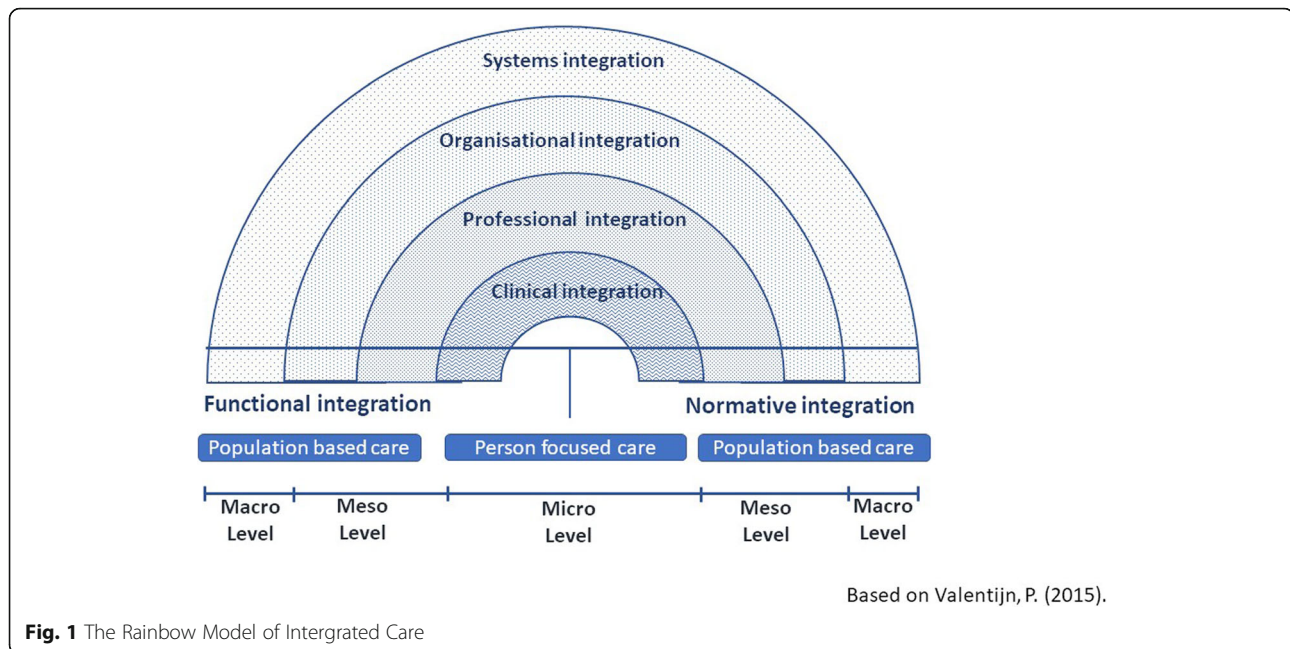 Systems integration
Organisational integration
Professional integration
Clinical integration
Functional integration
Normative integration
Population based care
Person focused care
Population based care
Macro
Level
Meso
Level
Micro
Level
Meso
Level
Macro
Level
Based on Valentijn, P. (2015).
Fig. 1 The Rainbow Model of Intergrated Care